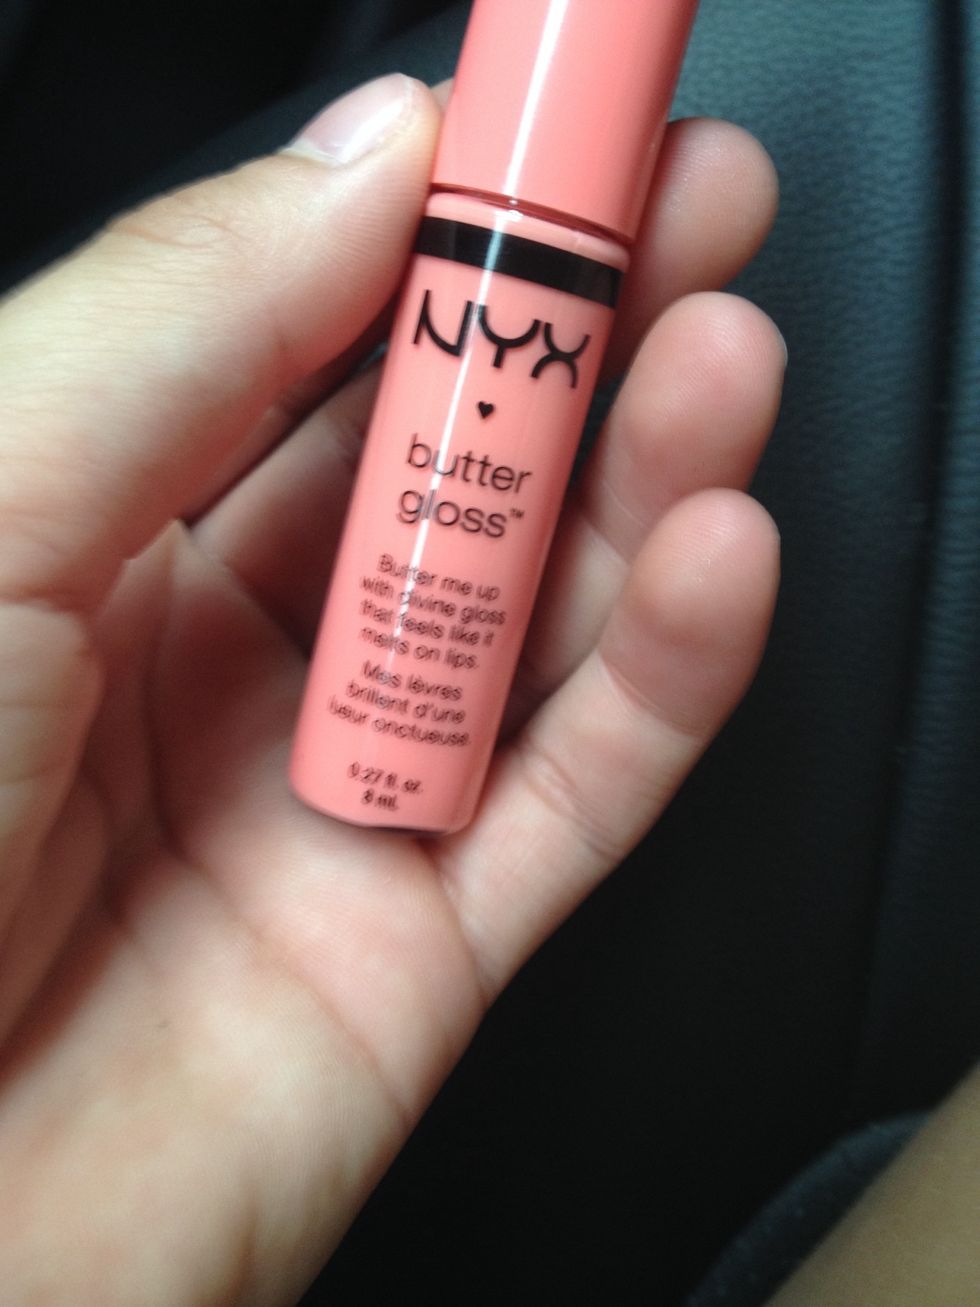 NYX
butter
gloss™
Butter me up
with divine gloss
that feels like it
melts on lips.
Mes lèvres
brillent d'une
lueur onctueuse.
0.27 fl. oz.
8 mL